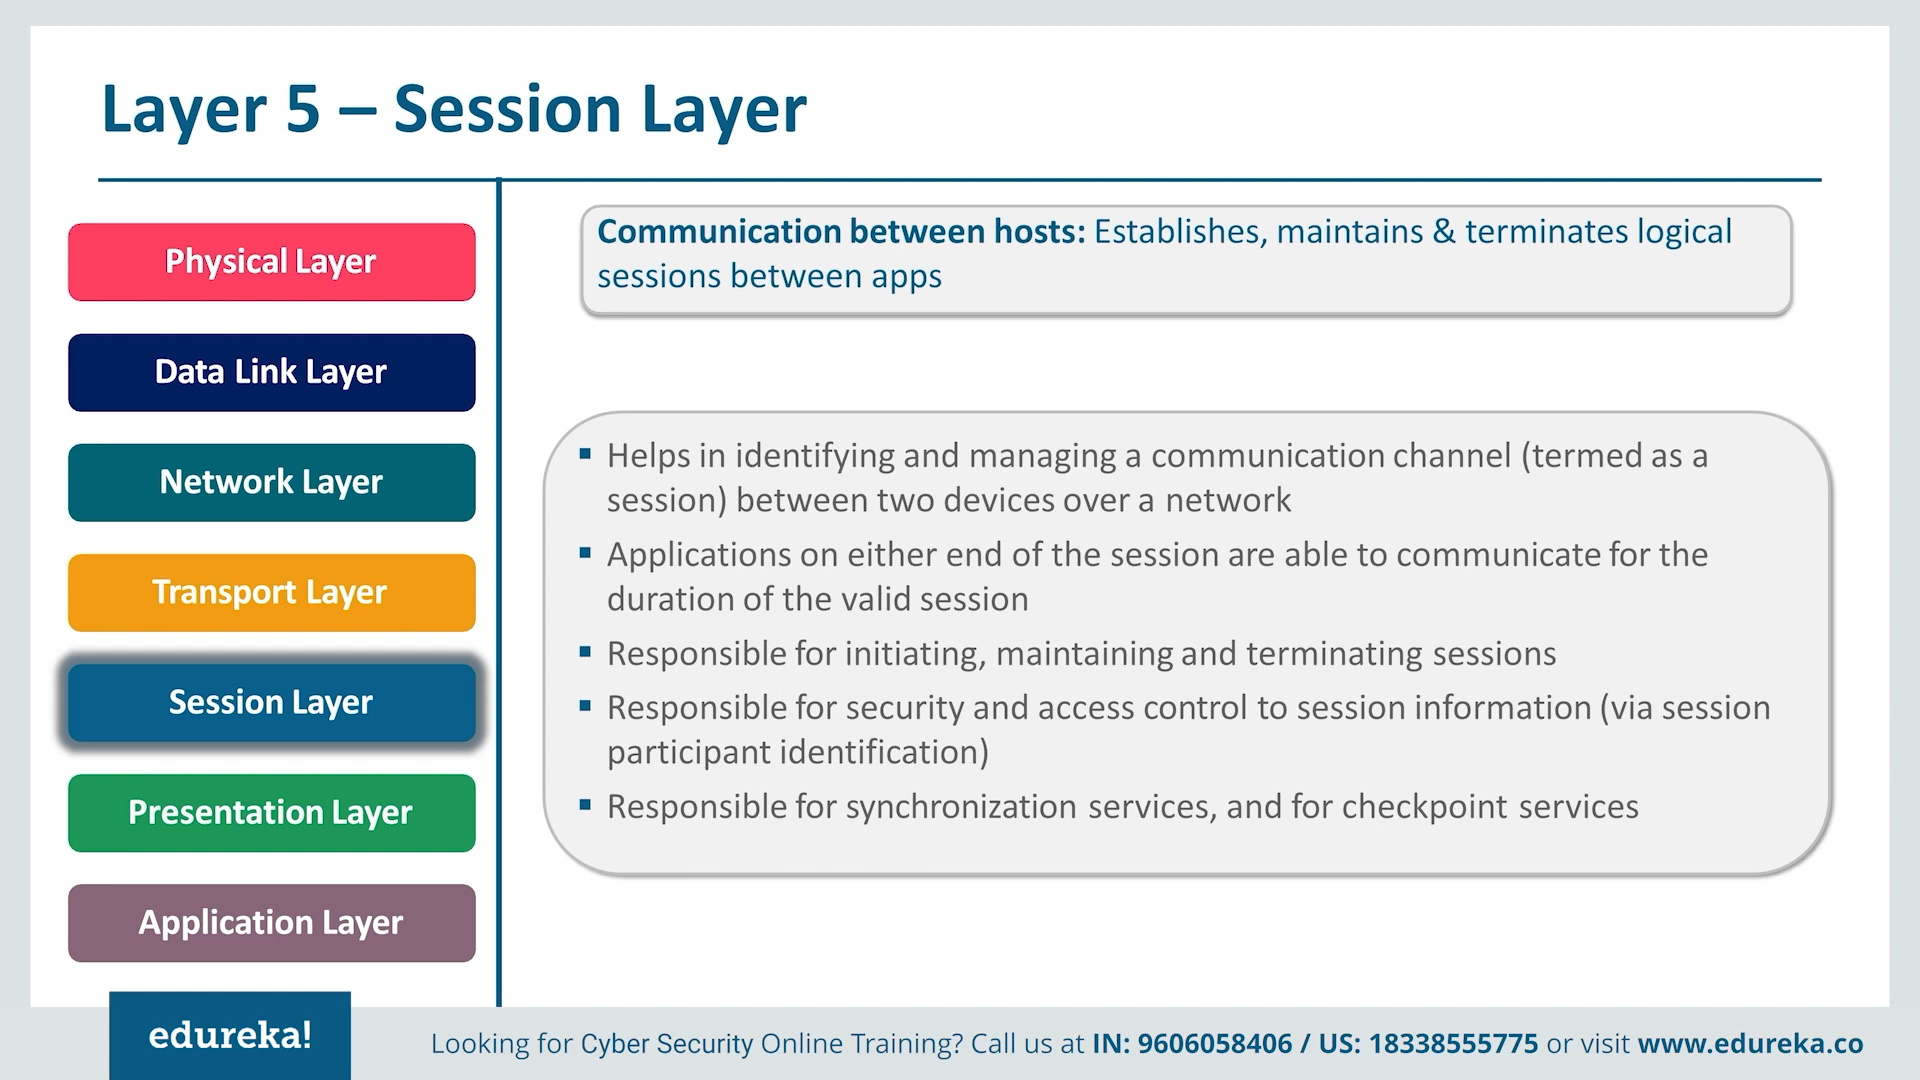 Layer 5 – Session Layer
Physical Layer
Data Link Layer
Network Layer
Transport Layer
Session Layer
Presentation Layer
Application Layer
Communication between hosts: Establishes, maintains & terminates logical
sessions between apps
▪ Helps in identifying and managing a communication channel (termed as a
session) between two devices over a network
▪ Applications on either end of the session are able to communicate for the
duration of the valid session
▪ Responsible for initiating, maintaining and terminating sessions
▪ Responsible for security and access control to session information (via session
participant identification)
▪ Responsible for synchronization services, and for checkpoint services
edureka!
Looking for Cyber Security Online Training? Call us at IN: 9606058406 / US: 18338555775 or visit www.edureka.co